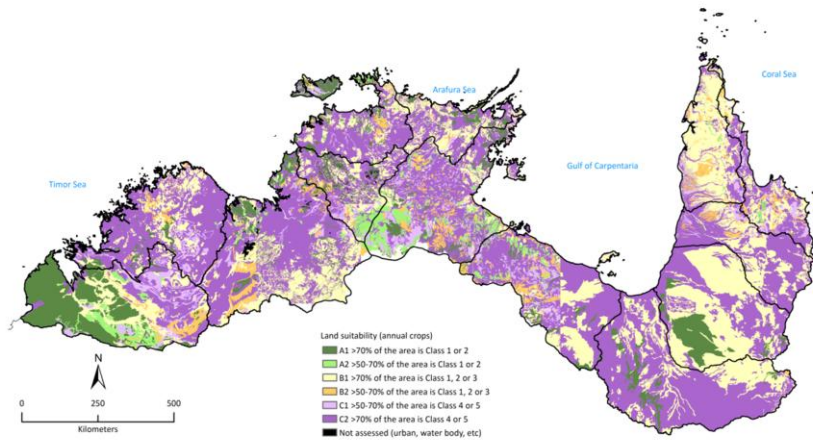 Coral Sea
Arafura Sea
Gulf of Carpentaria
Timor Sea
Land suitability (annual crops)
A1 >70% of the area is Class 1 or 2
A2 >50-70% of the area is Class 1 or 2
B1 >70% of the area is Class 1, 2 or 3
B2 >50-70% of the area is Class 1, 2 or 3
C1 >50-70% of the area is Class 4 or 5
C2 >70% of the area is Class 4 or 5
Not assessed (urban, water body, etc)
N
0 250 500
Kilometers